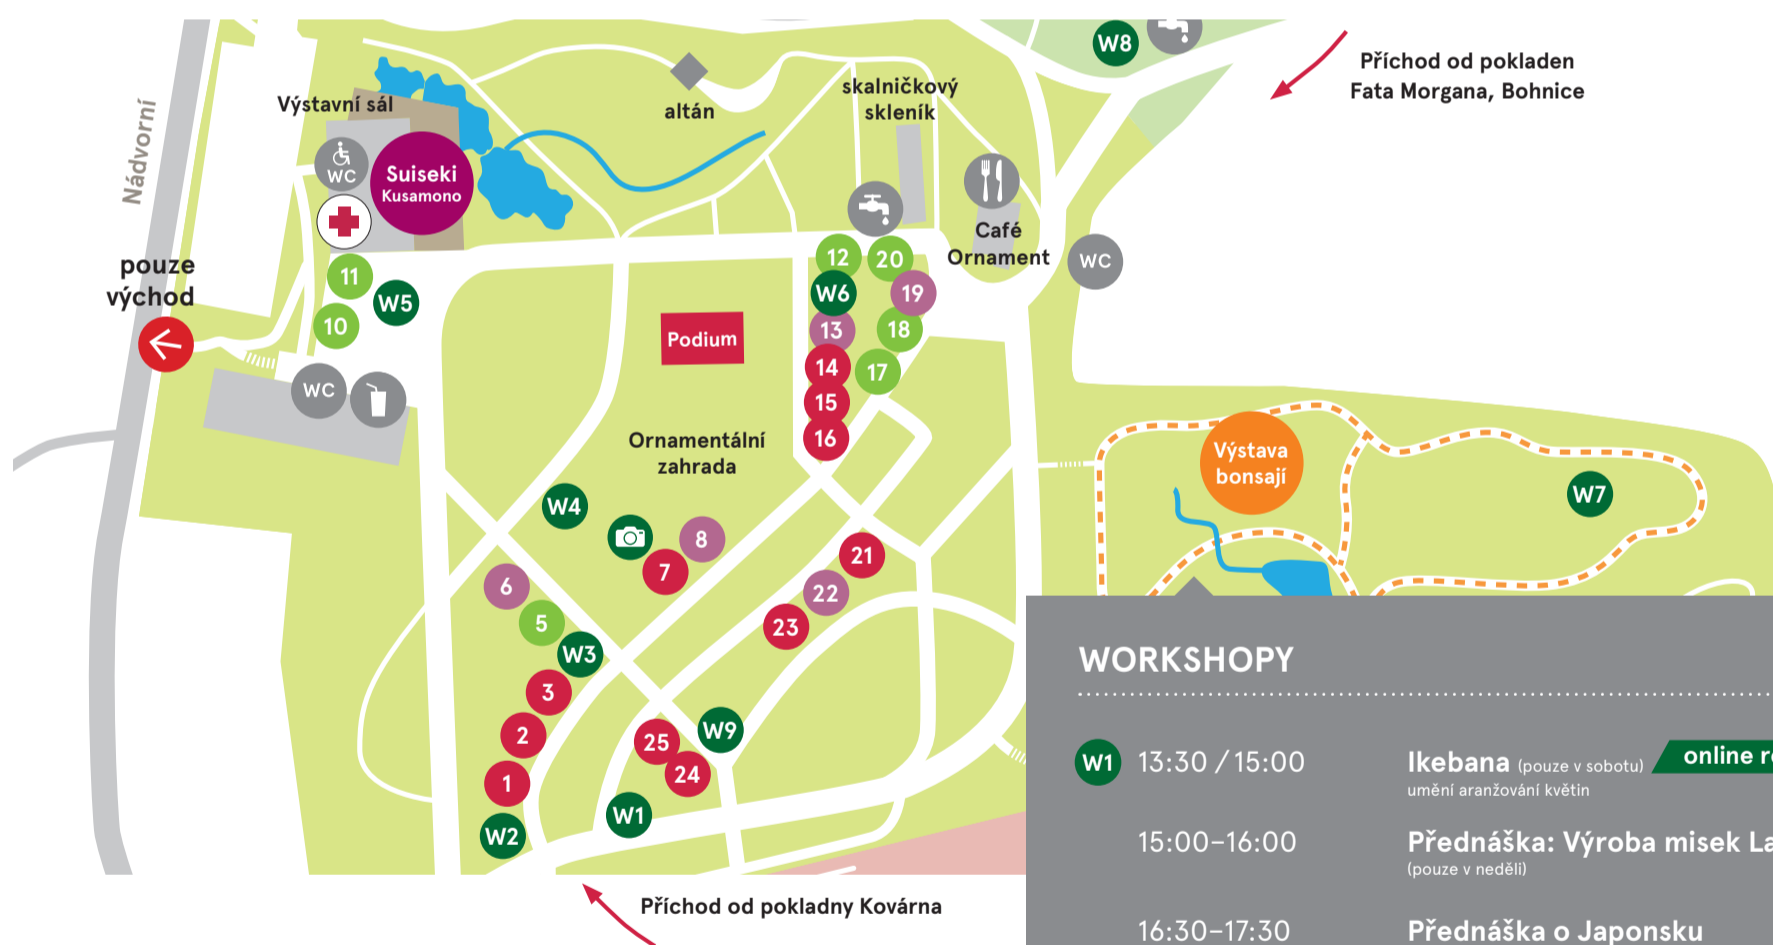 W8
Příchod od pokladen
Fata Morgana, Bohnice
skalničkový
skleník
altán
Výstavní sál
Nádvorní
WC
Suiseki
Kusamono
Café
Ornament
WC
pouze
východ
11
W5
10
12
20
W6
19
13
18
14
17
15
16
Podium
WC
Ornamentální
zahrada
Výstava
bonsají
W7
W4
8
7
21
6
22
5
23
W3
3
2
1
W2
25
W9
24
W1
Příchod od pokladny Kovárna
WORKSHOPY
W1 13:30 / 15:00 Ikebana (pouze v sobotu) online
umění aranžování květin
15:00–16:00 Přednáška: Výroba misek
(pouze v neděli)
16:30–17:30 Přednáška o Japonsku